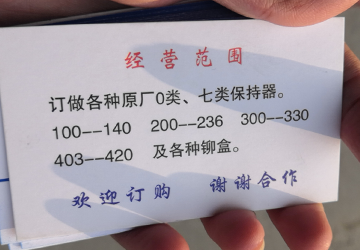 经营范围
订做各种原厂0类、七类保持器。
100--140 200--236 300--330
403--420 及各种铆盒。
欢迎订购 谢谢合作